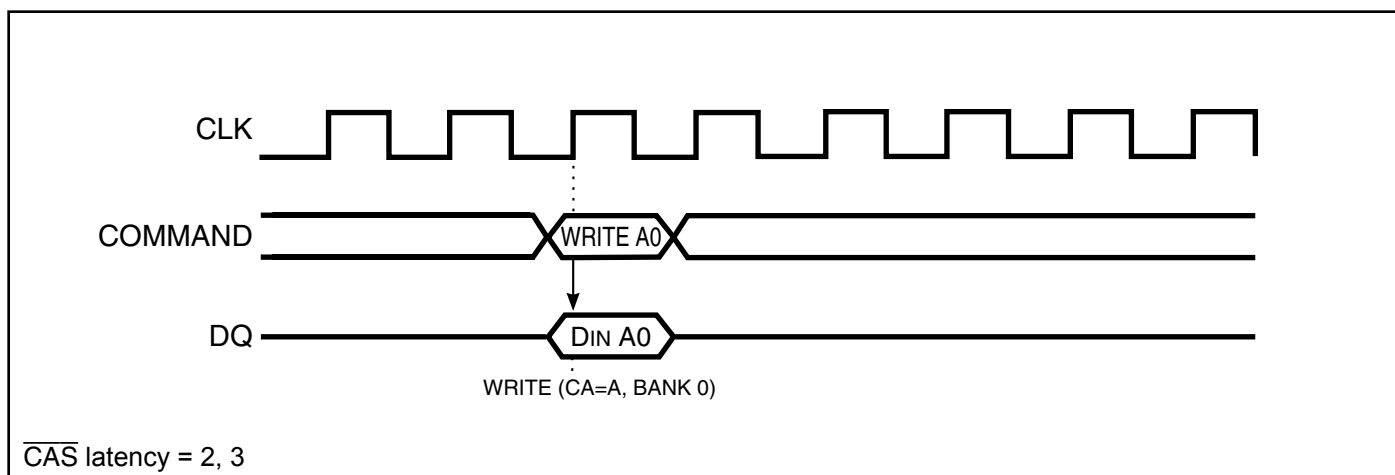 CLK
COMMAND
WRITE A0
DQ
DIN A0
WRITE (CA=A, BANK 0)
CAS latency = 2, 3